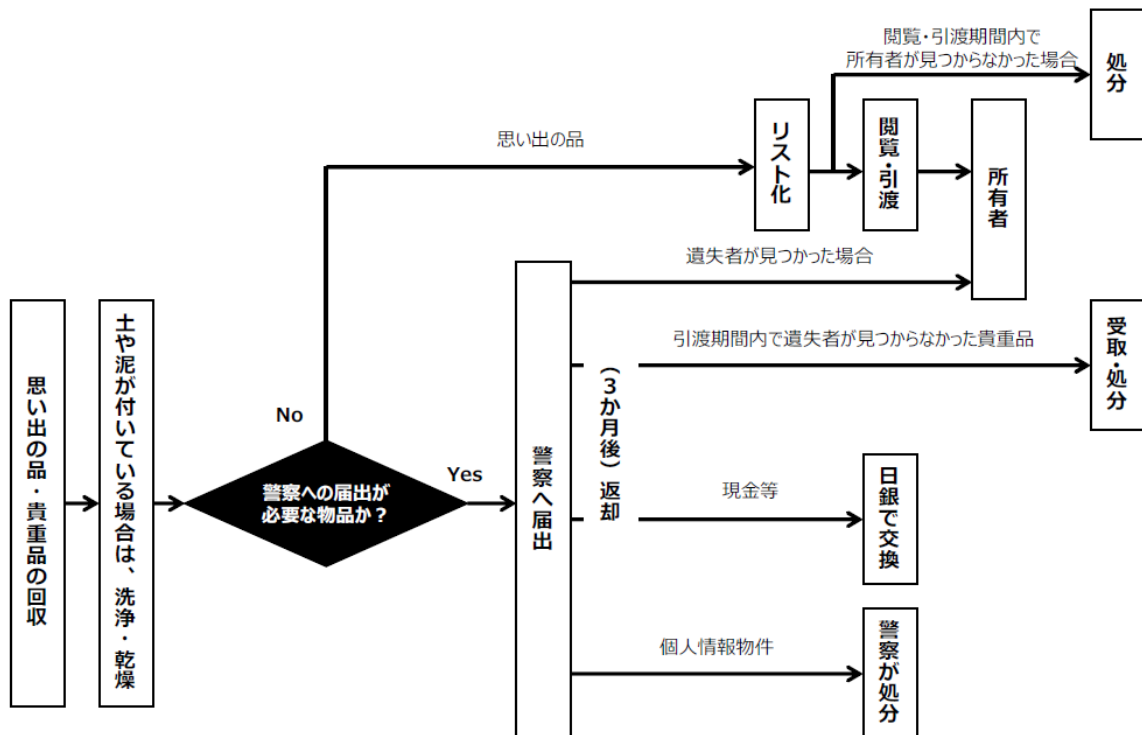 思い出の品・貴重品の回収
土や泥が付いている場合は、洗浄・乾燥
警察への届出が
必要な物品か？
No
Yes
思い出の品
リスト化
閲覧・引渡
所有者
閲覧・引渡期間内で
所有者が見つからなかった場合
処分
警察へ届出
遺失者が見つかった場合
（３か月後）返却
引渡期間内で遺失者が見つからなかった貴重品
受取・処分
現金等
日銀で交換
個人情報物件
警察が処分